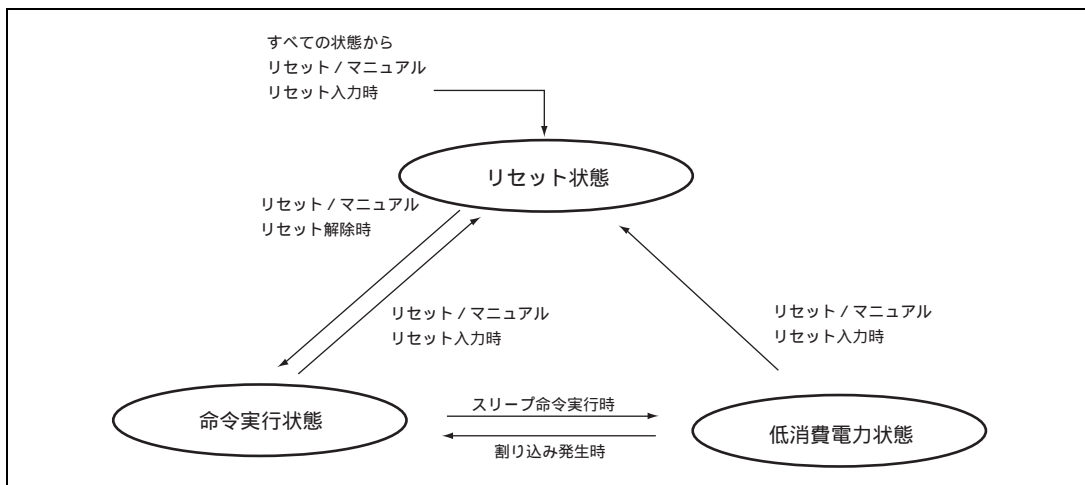 すべての状態から
リセット / マニュアル
リセット入力時
リセット状態
リセット / マニュアル
リセット解除時
リセット / マニュアル
リセット入力時
リセット / マニュアル
リセット入力時
命令実行状態
スリープ命令実行時
割り込み発生時
低消費電力状態